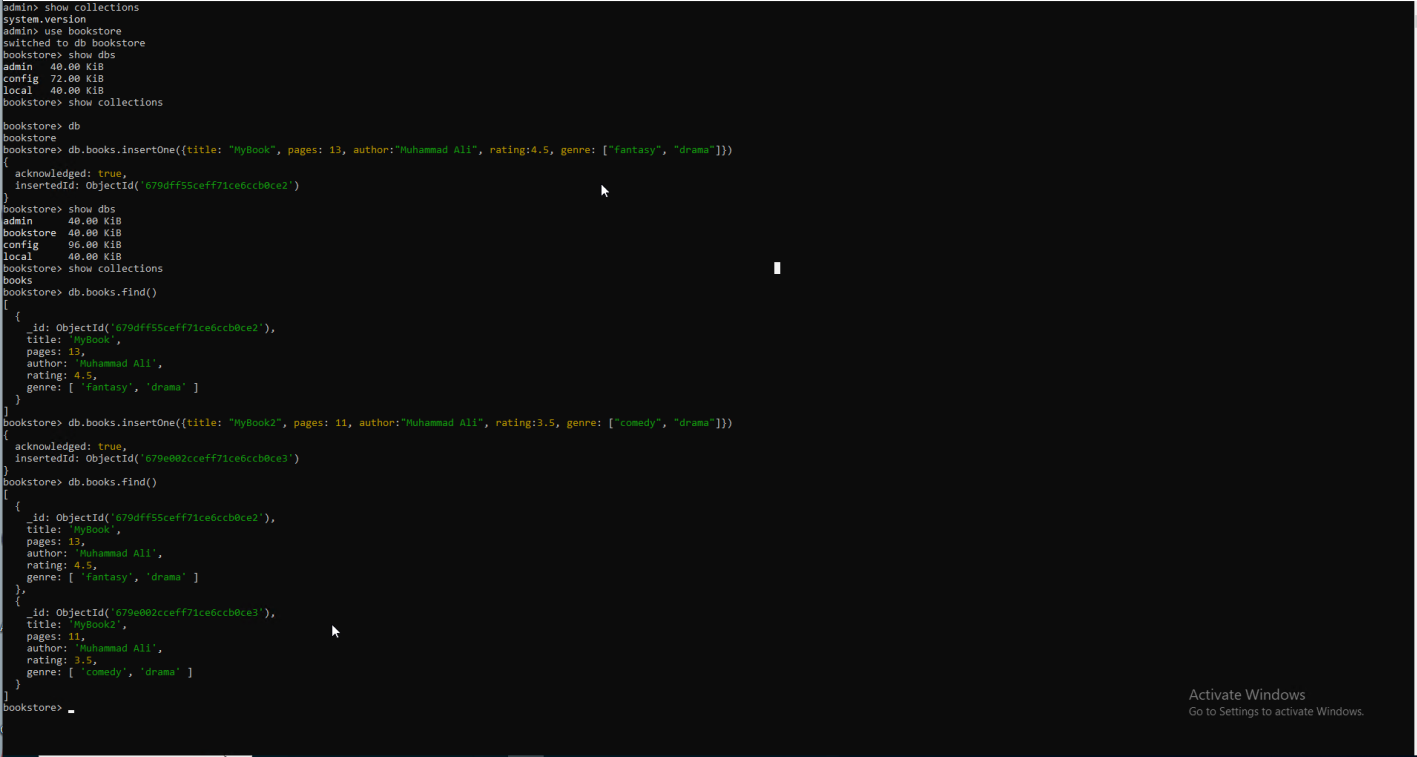 admin> show collections
system.version
admin> use bookstore
switched to db bookstore
bookstore> show dbs
admin   40.00 KiB
config  72.00 KiB
local   40.00 KiB
bookstore> show collections

bookstore> db
bookstore
bookstore> db.books.insertOne({title: "MyBook", pages: 13, author:"Muhammad Ali", rating:4.5, genre: ["fantasy", "drama"]})
{
  acknowledged: true,
  insertedId: ObjectId('679dff55ceff71ce6ccb0ce2')
}
bookstore> show dbs
admin      40.00 KiB
bookstore  40.00 KiB
config     96.00 KiB
local      40.00 KiB
bookstore> show collections
books
bookstore> db.books.find()
[
  {
    _id: ObjectId('679dff55ceff71ce6ccb0ce2'),
    title: 'MyBook',
    pages: 13,
    author: 'Muhammad Ali',
    rating: 4.5,
    genre: [ 'fantasy', 'drama' ]
  }
]
bookstore> db.books.insertOne({title: "MyBook2", pages: 11, author:"Muhammad Ali", rating:3.5, genre: ["comedy", "drama"]})
{
  acknowledged: true,
  insertedId: ObjectId('679e002cceff71ce6ccb0ce3')
}
bookstore> db.books.find()
[
  {
    _id: ObjectId('679dff55ceff71ce6ccb0ce2'),
    title: 'MyBook',
    pages: 13,
    author: 'Muhammad Ali',
    rating: 4.5,
    genre: [ 'fantasy', 'drama' ]
  },
  {
    _id: ObjectId('679e002cceff71ce6ccb0ce3'),
    title: 'MyBook2',
    pages: 11,
    author: 'Muhammad Ali',
    rating: 3.5,
    genre: [ 'comedy', 'drama' ]
  }
]
bookstore> _
Activate Windows
Go to Settings to activate Windows.